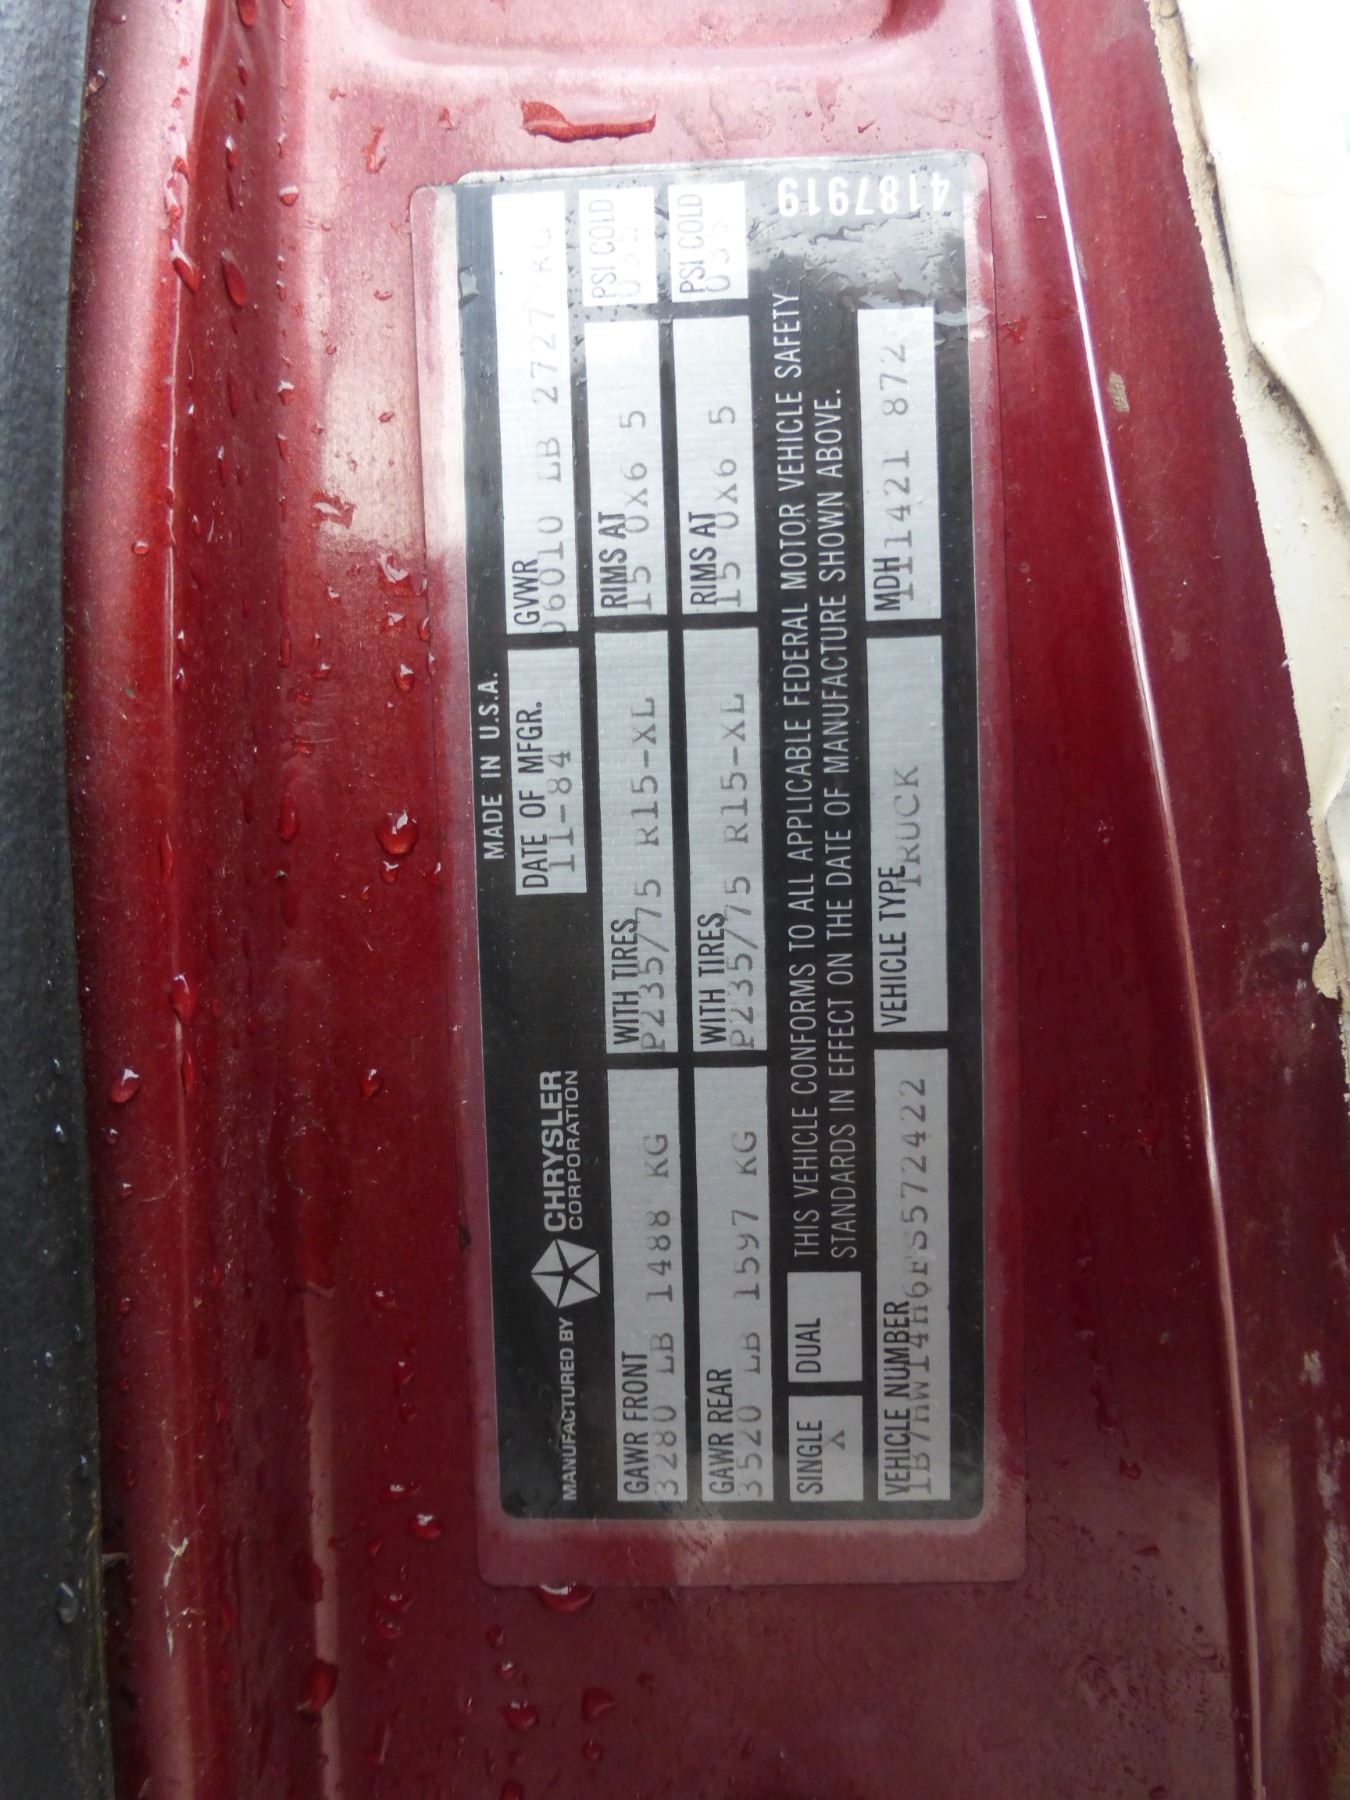 MADE IN U.S.A.
MANUFACTURED BY CHRYSLER CORPORATION
DATE OF MFGR.
11-84
GVWR
06010 LB 2727 KG
GAWR FRONT
3280 LB 1488 KG
WITH TIRES
P235/75 R15-XL
RIMS AT
15 0X6 5
PSI COLD
GAWR REAR
3520 LB 1597 KG
WITH TIRES
P235/75 R15-XL
RIMS AT
15 0X6 5
PSI COLD
SINGLE
X
DUAL
THIS VEHICLE CONFORMS TO ALL APPLICABLE FEDERAL MOTOR VEHICLE SAFETY
STANDARDS IN EFFECT ON THE DATE OF MANUFACTURE SHOWN ABOVE.
VEHICLE NUMBER
VEHICLE TYPE
TRUCK
MDH
111421 872
4187919